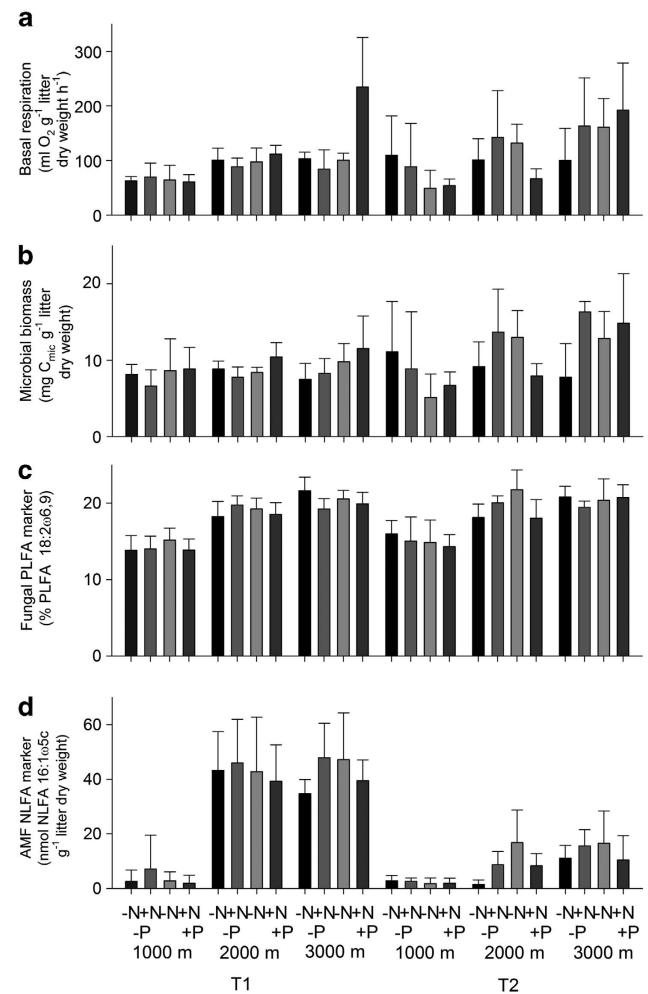 a
Basal respiration
(ml O2 g-1 litter
dry weight h-1)
300
200
100
0
b
Microbial biomass
(mg Cmic g-1 litter
dry weight)
20
10
0
c
Fungal PLFA marker
(% PLFA 18:2ω6,9)
20
10
0
d
AMF NLFA marker
(nmol NLFA 16:1ω5c
g-1 litter dry weight)
60
40
20
0
-N+N-N+N -N+N-N+N -N+N-N+N -N+N-N+N -N+N-N+N -N+N-N+N
-P +P -P +P -P +P -P +P -P +P -P +P
1000 m 2000 m 3000 m 1000 m 2000 m 3000 m
T1 T2